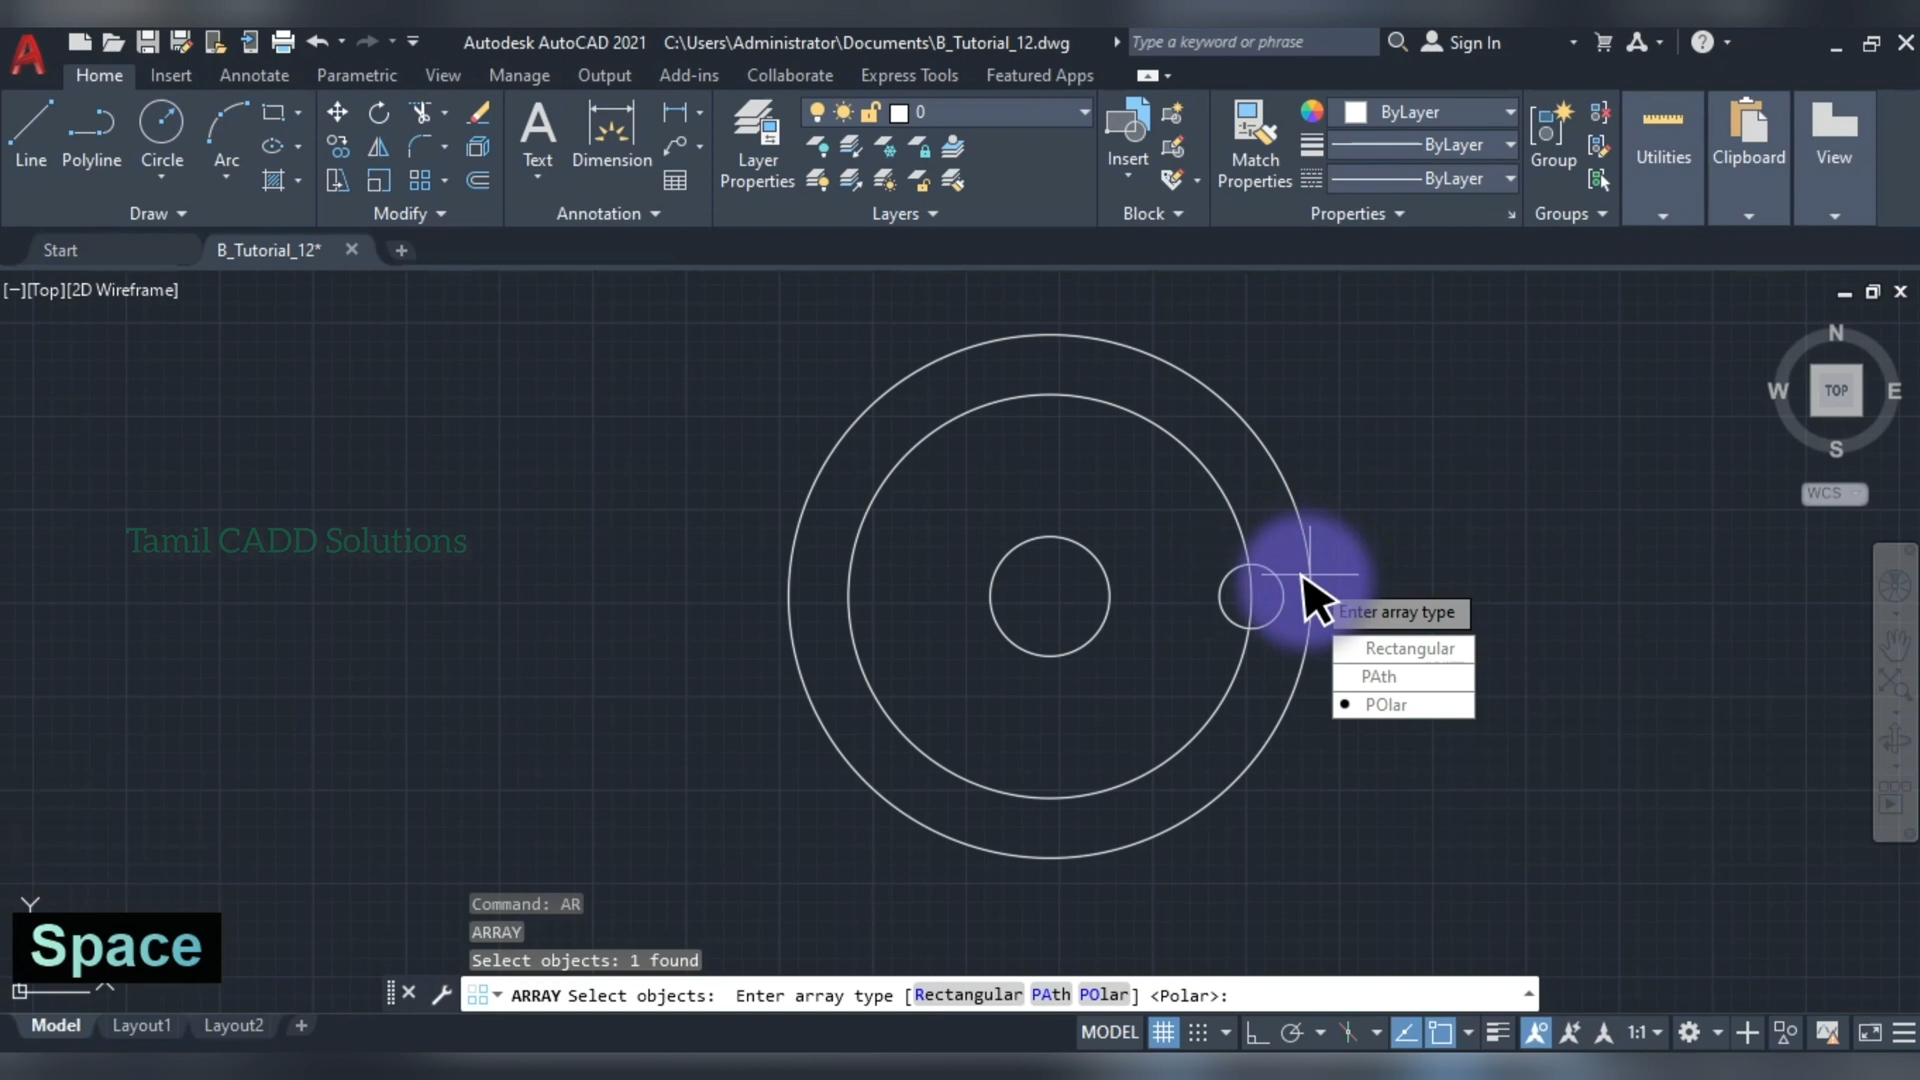 Autodesk AutoCAD 2021 C:\Users\Administrator\Documents\B_Tutorial_12.dwg
Type a keyword or phrase
Sign In
Home Insert Annotate Parametric View Manage Output Add-ins Collaborate Express Tools Featured Apps
0
ByLayer
ByLayer
ByLayer
Line Polyline Circle Arc
Text Dimension
Layer
Properties
Insert
Match
Properties
Group
Utilities Clipboard View
Draw Modify Annotation Layers Block Properties Groups
Start B_Tutorial_12*
[−][Top][2D Wireframe]
N
W TOP E
S
WCS
Tamil CADD Solutions
Enter array type
Rectangular
PAth
POlar
Y
Space
Command: AR
ARRAY
Select objects: 1 found
ARRAY Select objects: Enter array type [Rectangular PAth POlar] <Polar>:
Model Layout1 Layout2
MODEL 1:1